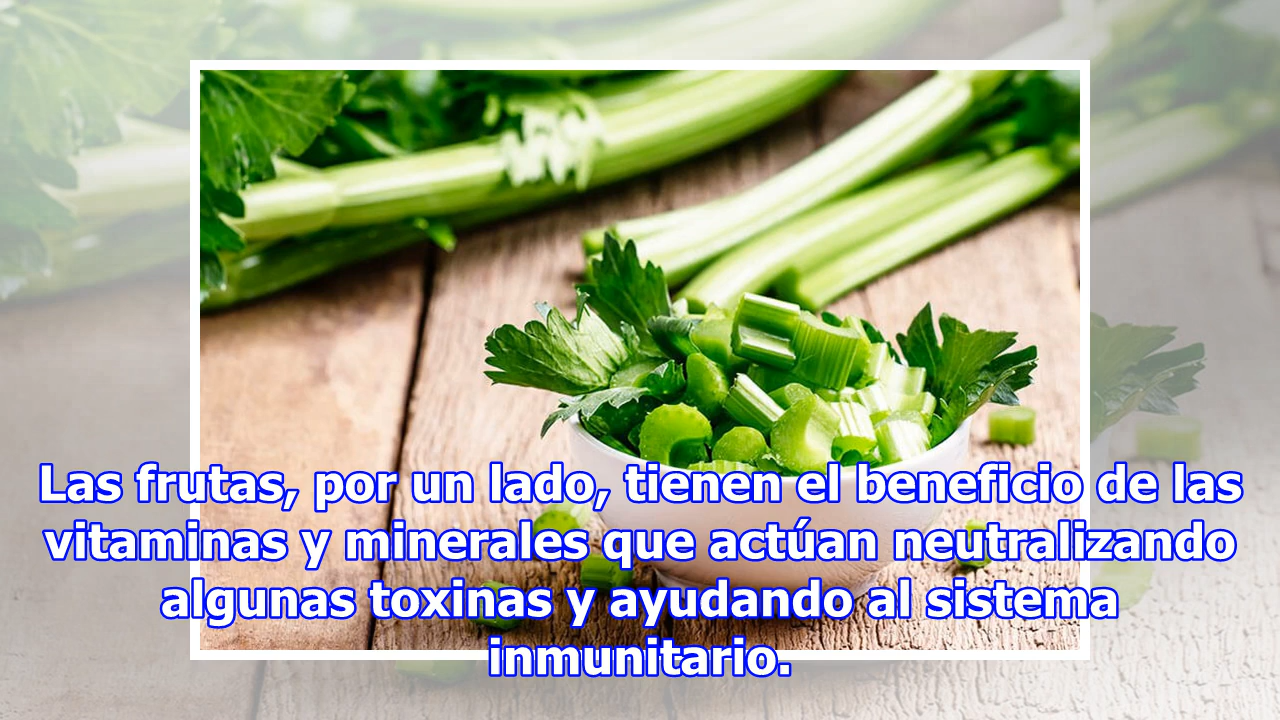 Las frutas, por un lado, tienen el beneficio de las
vitaminas y minerales que actúan neutralizando
algunas toxinas y ayudando al sistema
inmunitario.